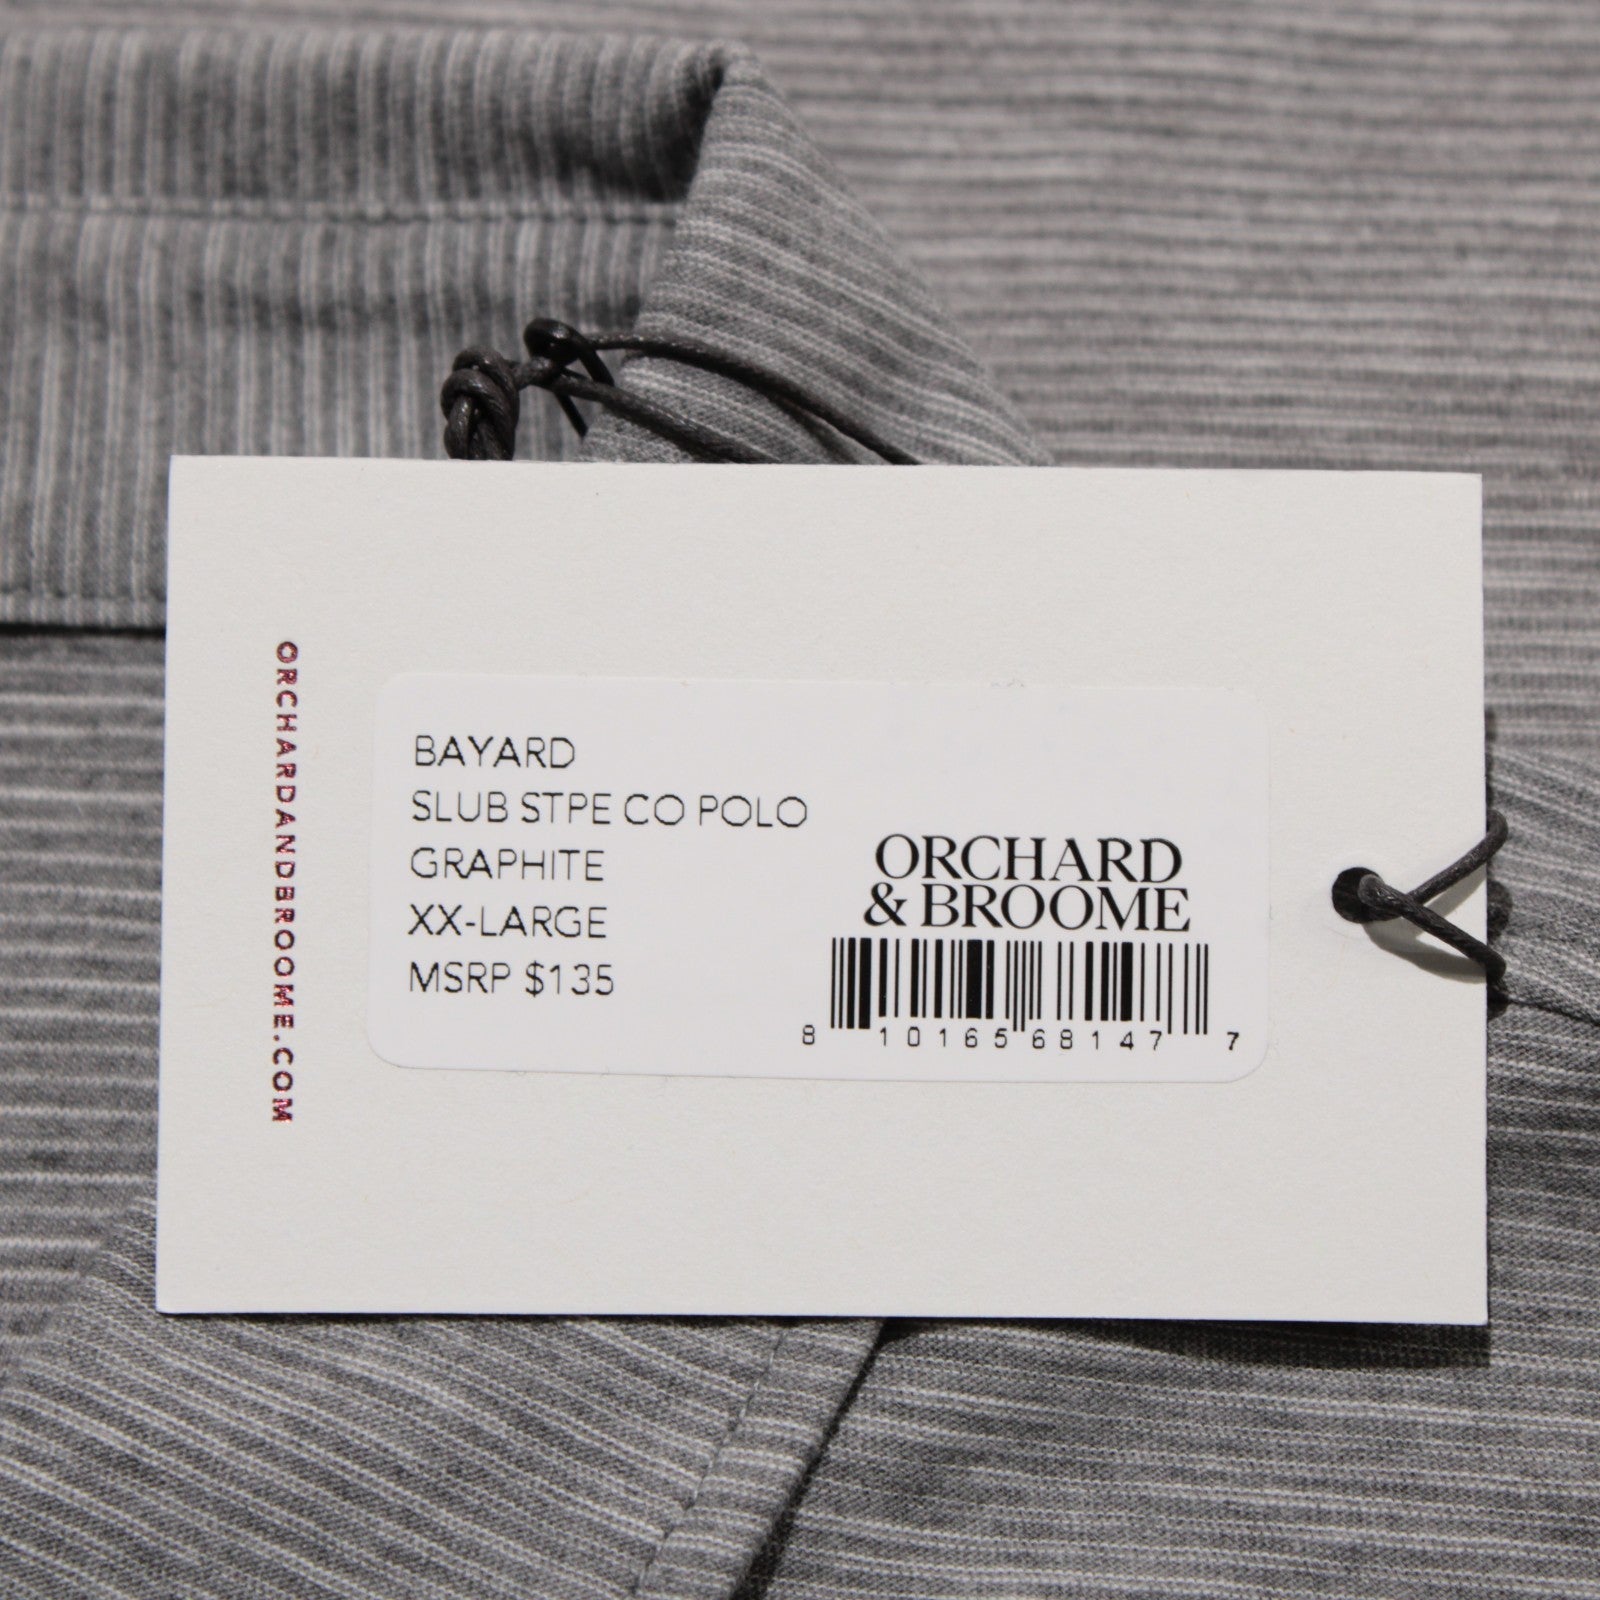 ORCHARDANDBROOME.COM
BAYARD
SLUB STPE CO POLO
GRAPHITE
XX-LARGE
MSRP $135
ORCHARD
& BROOME
8 10165 68147 7